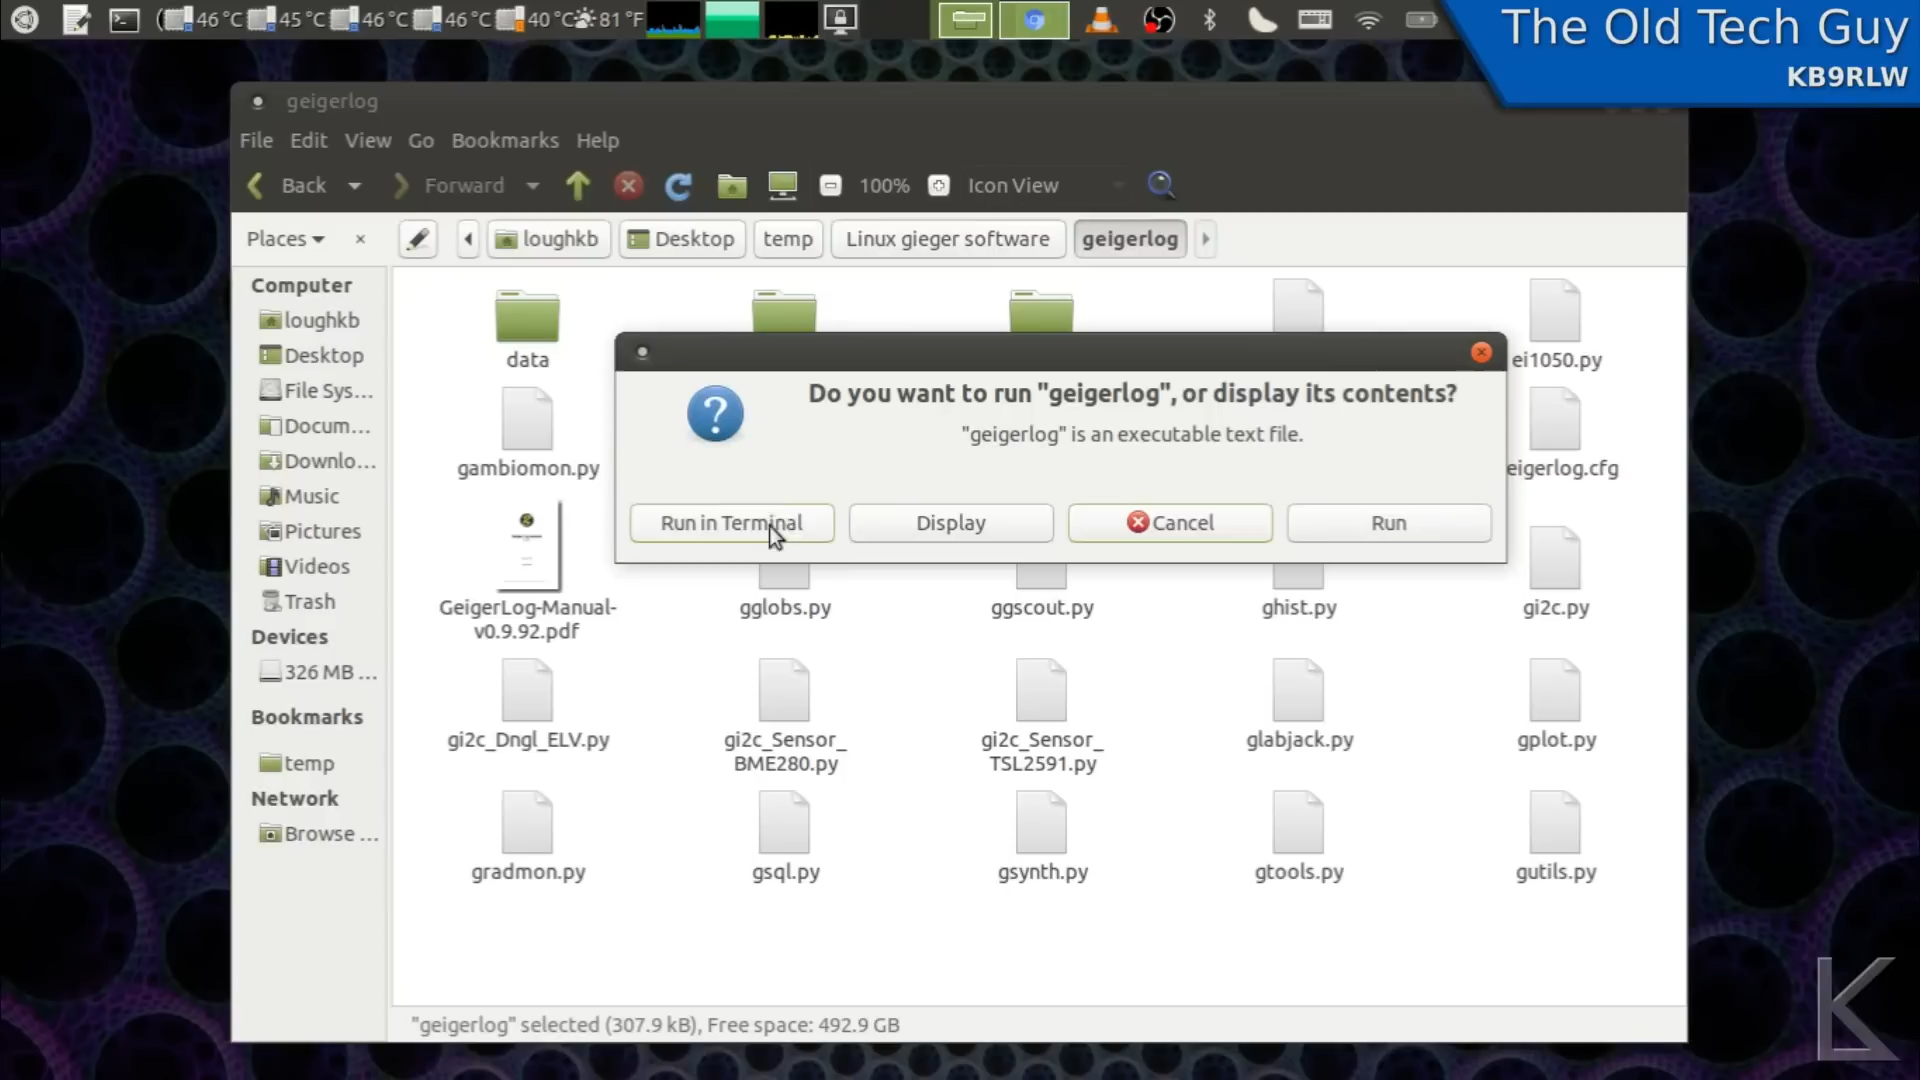 46 °C 45 °C 46 °C 46 °C 40 °C 81 °F
The Old Tech Guy
KB9RLW
geigerlog
File Edit View Go Bookmarks Help
Back Forward 100% Icon View
Places loughkb Desktop temp Linux gieger software geigerlog
Computer
loughkb
Desktop
File Sys...
Docum...
Downlo...
Music
Pictures
Videos
Trash
Devices
326 MB ...
Bookmarks
temp
Network
Browse ...
data
ei1050.py
gambiomon.py
eigerlog.cfg
Do you want to run "geigerlog", or display its contents?
"geigerlog" is an executable text file.
Run in Terminal Display Cancel Run
GeigerLog-Manual-
v0.9.92.pdf
gglobs.py
ggscout.py
ghist.py
gi2c.py
gi2c_Dngl_ELV.py
gi2c_Sensor_
BME280.py
gi2c_Sensor_
TSL2591.py
glabjack.py
gplot.py
gradmon.py
gsql.py
gsynth.py
gtools.py
gutils.py
"geigerlog" selected (307.9 kB), Free space: 492.9 GB
K